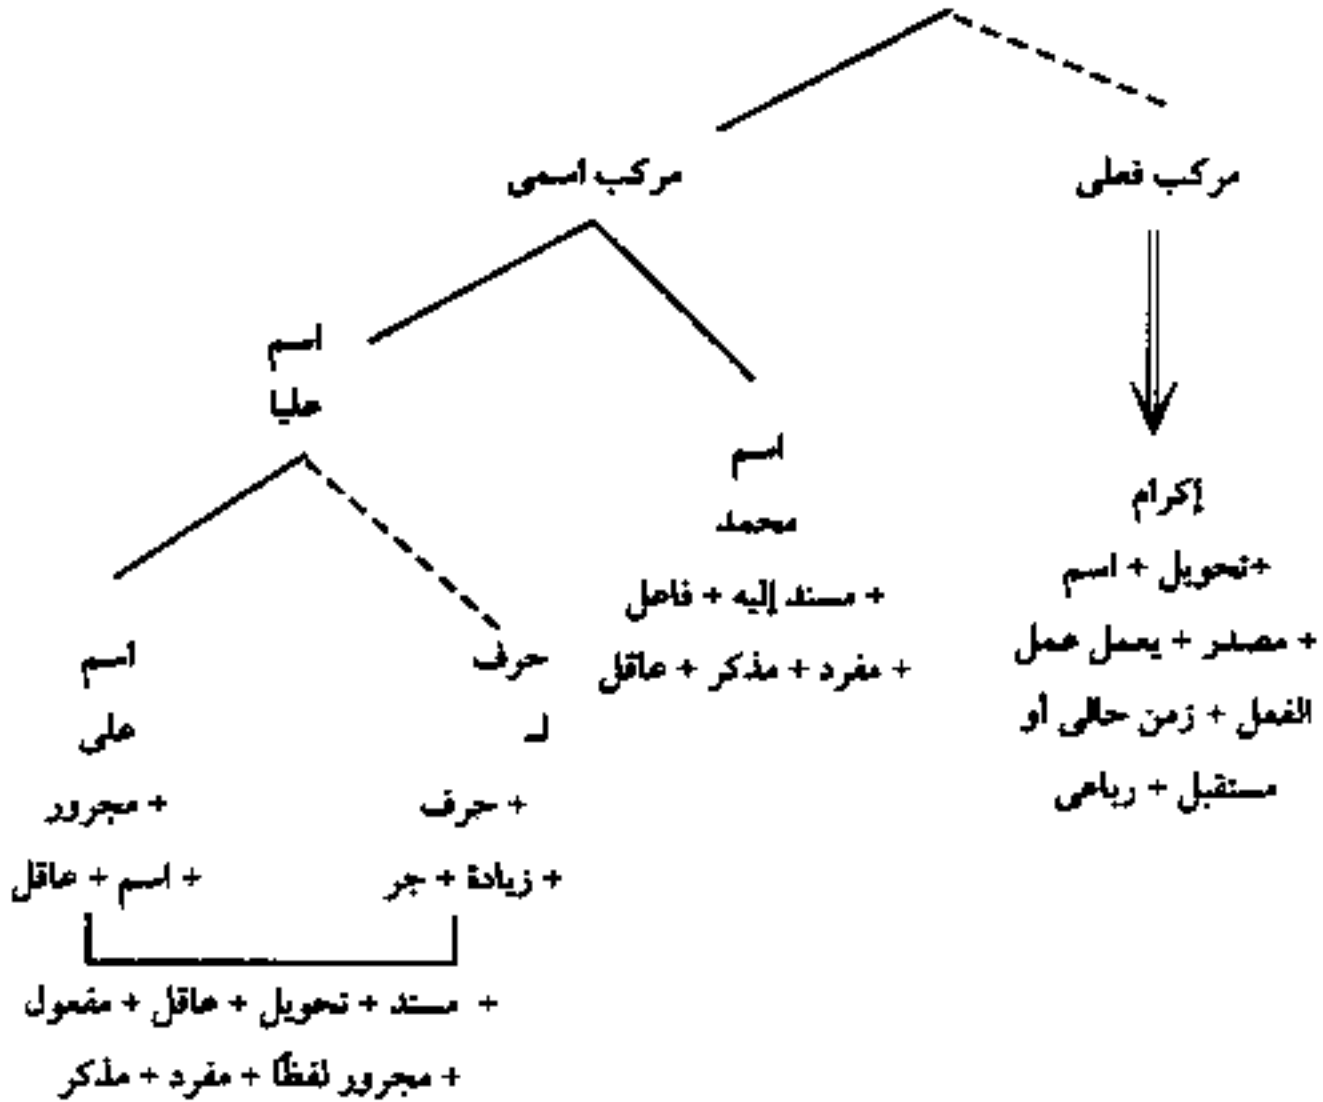 مركب فعلى
مركب اسمى
إكرام
+تحويل + اسم
+ مصدر + يعمل عمل
الفعل + زمن حالى أو
مستقبل + رباعى
اسم
محمد
+ مسند إليه + فاعل
+ مفرد + مذكر + عاقل
اسم
عليا
حرف
لـ
+ حرف
+ زيادة + جر
اسم
على
+ مجرور
+ اسم + عاقل
+ مسند + تحويل + عاقل + مفعول
+ مجرور لفظًا + مفرد + مذكر